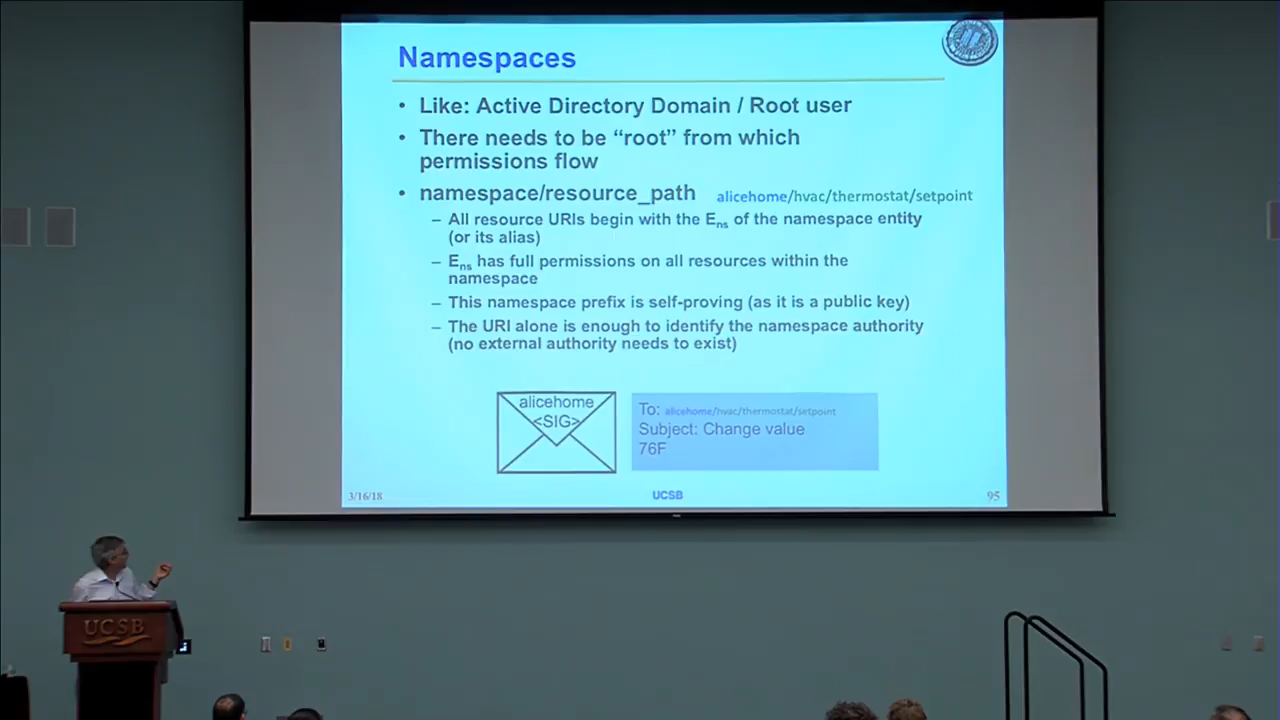 Namespaces
• Like: Active Directory Domain / Root user
• There needs to be “root” from which
permissions flow
• namespace/resource_path alicehome/hvac/thermostat/setpoint
– All resource URIs begin with the Ens of the namespace entity
(or its alias)
– Ens has full permissions on all resources within the
namespace
– This namespace prefix is self-proving (as it is a public key)
– The URI alone is enough to identify the namespace authority
(no external authority needs to exist)
alicehome
<SIG>
To: alicehome/hvac/thermostat/setpoint
Subject: Change value
76F
3/16/18 UCSB 95
UCSB